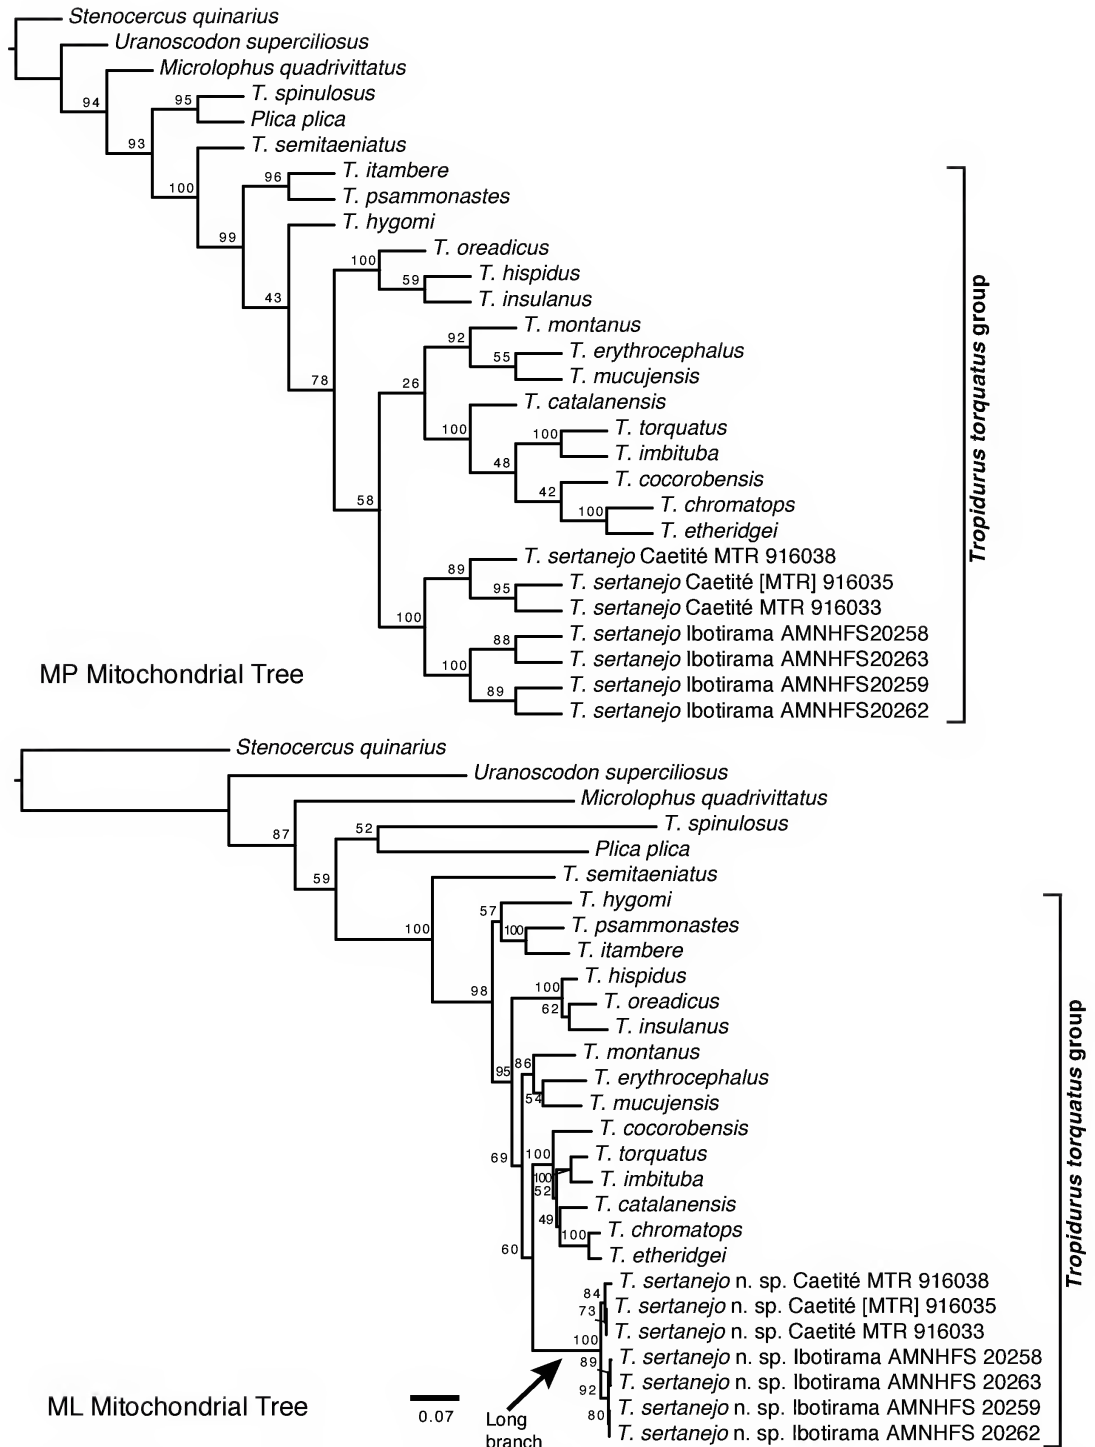 Stenocercus quinarius
Uranoscodon superciliosus
Microlophus quadrivittatus
94
95
T. spinulosus
Plica plica
93
T. semitaeniatus
100
96
T. itambere
T. psammonastes
99
T. hygomi
43
T. oreadicus
100
59
T. hispidus
T. insulanus
78
T. montanus
92
55
T. erythrocephalus
T. mucujensis
26
T. catalanensis
100
100
T. torquatus
T. imbituba
48
T. cocorobensis
42
100
T. chromatops
T. etheridgei
58
T. sertanejo Caetité MTR 916038
89
95
T. sertanejo Caetité [MTR] 916035
T. sertanejo Caetité MTR 916033
100
88
T. sertanejo Ibotirama AMNHFS20258
T. sertanejo Ibotirama AMNHFS20263
100
89
T. sertanejo Ibotirama AMNHFS20259
T. sertanejo Ibotirama AMNHFS20262
Tropidurus torquatus group
MP Mitochondrial Tree
Stenocercus quinarius
Uranoscodon superciliosus
Microlophus quadrivittatus
87
52
T. spinulosus
Plica plica
59
T. semitaeniatus
100
57
T. hygomi
100
T. psammonastes
T. itambere
98
T. hispidus
100
62
T. oreadicus
T. insulanus
95
86
T. montanus
54
T. erythrocephalus
T. mucujensis
69
T. cocorobensis
100
100
T. torquatus
T. imbituba
52
T. catalanensis
49
100
T. chromatops
T. etheridgei
60
T. sertanejo n. sp. Caetité MTR 916038
84
73
T. sertanejo n. sp. Caetité [MTR] 916035
T. sertanejo n. sp. Caetité MTR 916033
100
89
T. sertanejo n. sp. Ibotirama AMNHFS 20258
T. sertanejo n. sp. Ibotirama AMNHFS 20263
92
80
T. sertanejo n. sp. Ibotirama AMNHFS 20259
T. sertanejo n. sp. Ibotirama AMNHFS 20262
Tropidurus torquatus group
ML Mitochondrial Tree
0.07
Long
branch